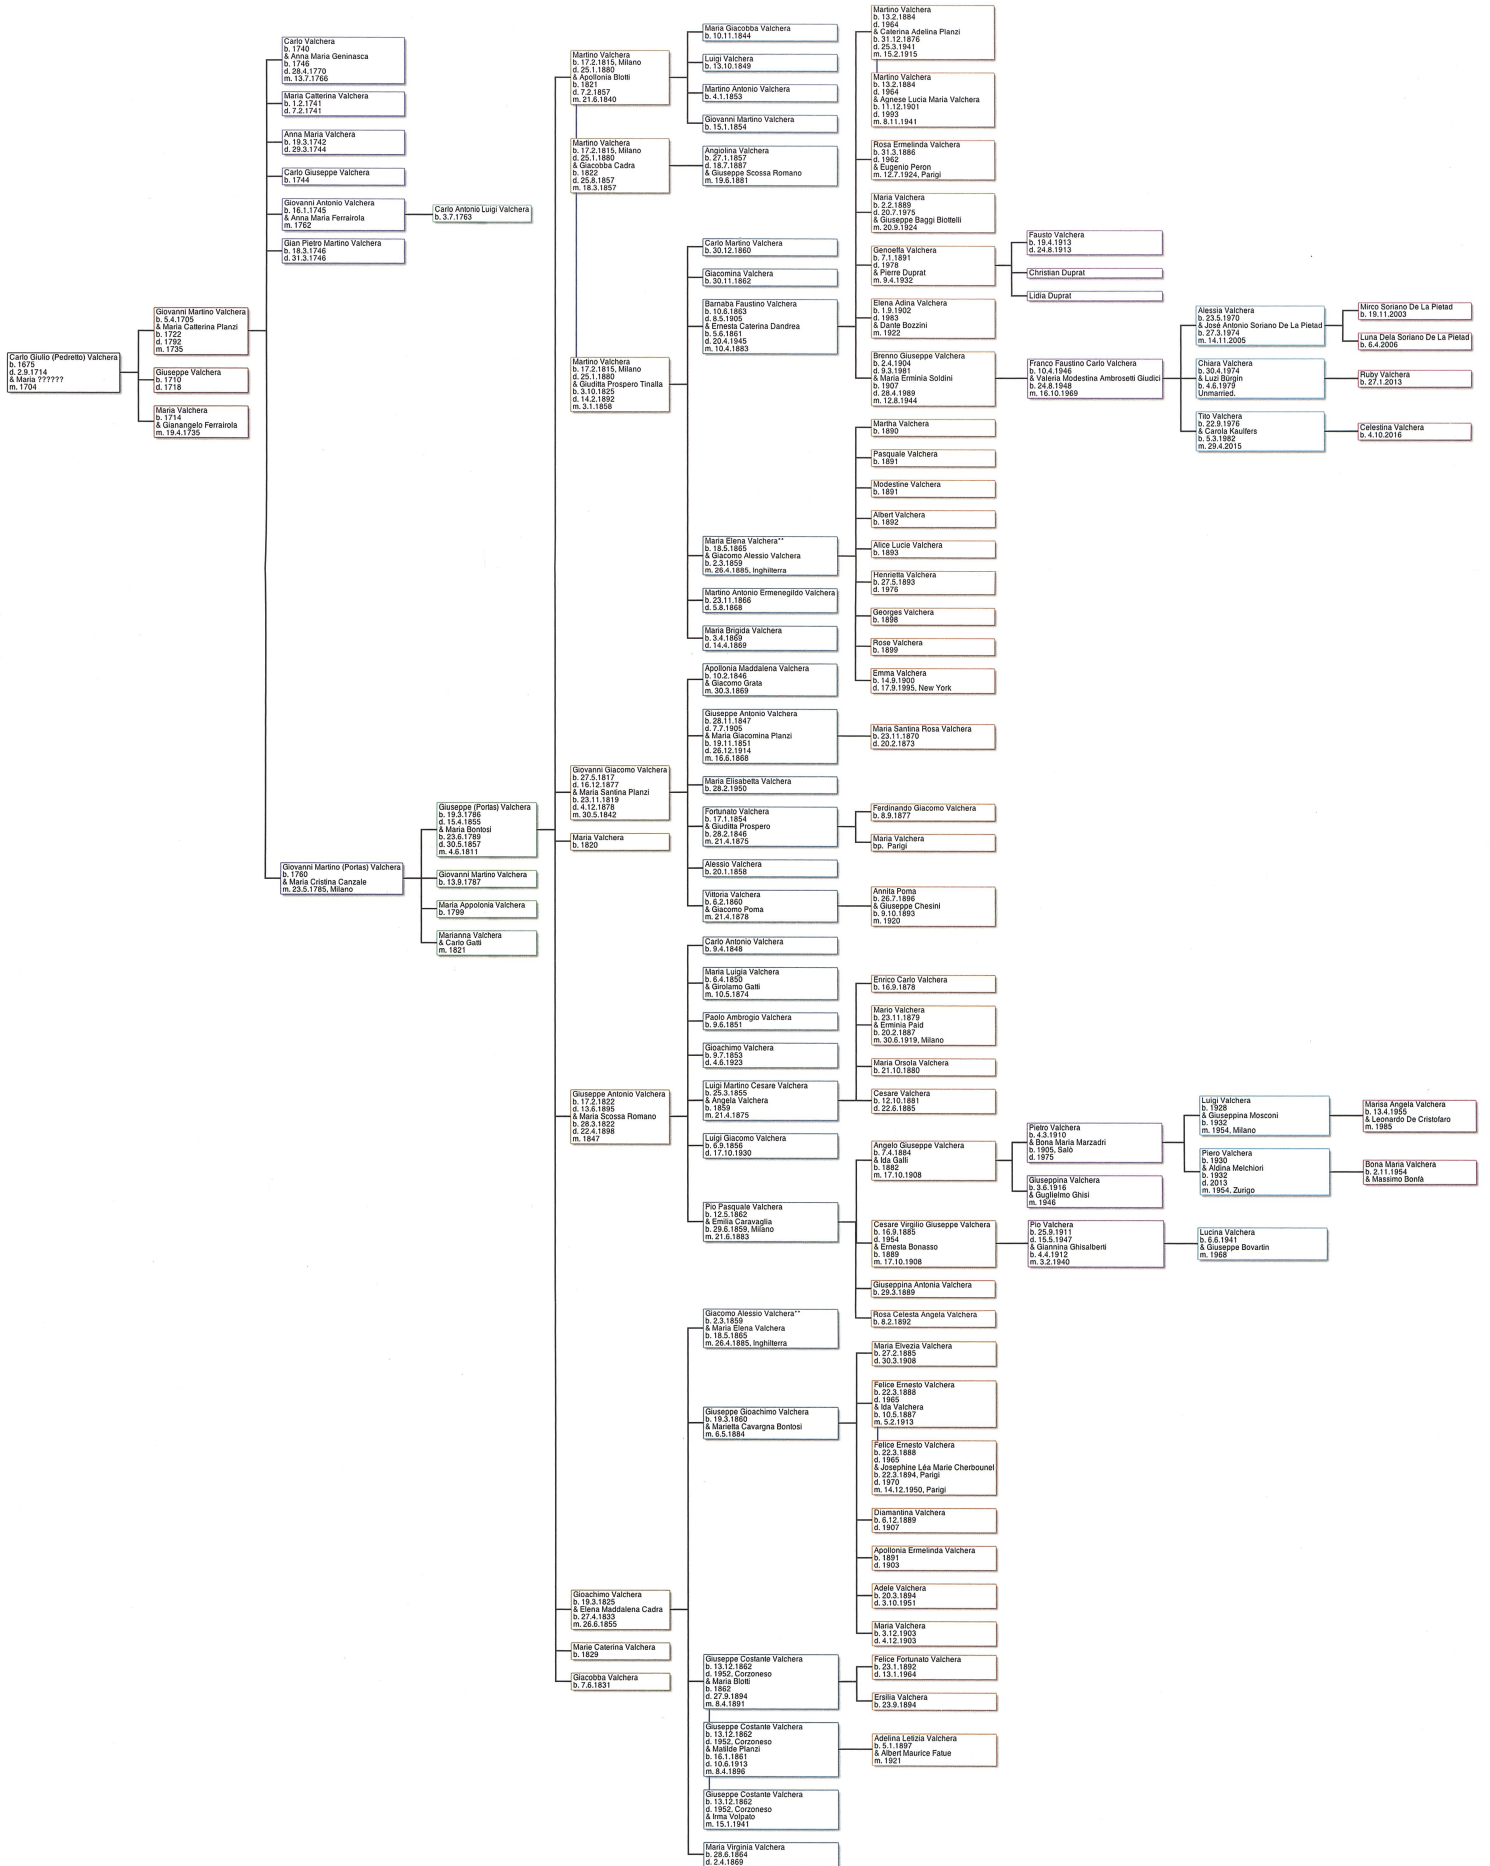 Carlo Giulio (Pedretto) Valchera
b. 1675
d. 2.9.1714
& Maria ??????
m. 1704
Giovanni Martino Valchera
b. 5.4.1705
& Maria Catterina Planzi
b. 1722
d. 1792
m. 1735
Giuseppe Valchera
b. 1710
d. 1718
Maria Valchera
b. 1714
& Gianangelo Ferrairola
m. 19.4.1735
Carlo Valchera
b. 1740
& Anna Maria Geninasca
b. 1746
d. 28.4.1770
m. 13.7.1766
Maria Catterina Valchera
b. 1.2.1741
d. 7.2.1741
Anna Maria Valchera
b. 19.3.1742
d. 29.3.1744
Carlo Giuseppe Valchera
b. 1744
Giovanni Antonio Valchera
b. 16.1.1745
& Anna Maria Ferrairola
m. 1762
Gian Pietro Martino Valchera
b. 18.3.1746
d. 31.3.1746
Giovanni Martino (Portas) Valchera
b. 1760
& Maria Cristina Canzale
m. 23.5.1785, Milano
Carlo Antonio Luigi Valchera
b. 3.7.1763
Giuseppe (Portas) Valchera
b. 19.3.1786
d. 15.4.1855
& Maria Bontosi
b. 23.6.1789
d. 30.5.1857
m. 4.6.1811
Giovanni Martino Valchera
b. 13.9.1787
Maria Appolonia Valchera
b. 1799
Marianna Valchera
& Carlo Gatti
m. 1821
Martino Valchera
b. 17.2.1815, Milano
d. 25.1.1880
& Apollonia Blotti
b. 1821
d. 7.2.1857
m. 21.6.1840
Martino Valchera
b. 17.2.1815, Milano
d. 25.1.1880
& Giacobba Cadra
b. 1822
d. 25.8.1857
m. 18.3.1857
Martino Valchera
b. 17.2.1815, Milano
d. 25.1.1880
& Giuditta Prospero Tinalla
b. 3.10.1825
d. 14.2.1892
m. 3.1.1858
Giovanni Giacomo Valchera
b. 27.5.1817
d. 16.12.1877
& Maria Santina Planzi
b. 23.11.1819
d. 4.12.1878
m. 30.5.1842
Maria Valchera
b. 1820
Giuseppe Antonio Valchera
b. 17.2.1822
d. 13.6.1895
& Maria Scossa Romano
b. 28.3.1822
d. 22.4.1898
m. 1847
Gioachimo Valchera
b. 19.3.1825
& Elena Maddalena Cadra
b. 27.4.1833
m. 26.6.1855
Marie Caterina Valchera
b. 1829
Giacobba Valchera
b. 7.6.1831
Maria Giacobba Valchera
b. 10.11.1844
Luigi Valchera
b. 13.10.1849
Martino Antonio Valchera
b. 4.1.1853
Giovanni Martino Valchera
b. 15.1.1854
Angiolina Valchera
b. 27.1.1857
d. 18.7.1887
& Giuseppe Scossa Romano
m. 19.6.1881
Carlo Martino Valchera
b. 30.12.1860
Giacomina Valchera
b. 30.11.1862
Barnaba Faustino Valchera
b. 10.6.1863
d. 8.5.1905
& Ernesta Caterina Dandrea
b. 5.6.1861
d. 20.4.1945
m. 10.4.1883
Maria Elena Valchera**
b. 18.5.1865
& Giacomo Alessio Valchera
b. 2.3.1859
m. 26.4.1885, Inghilterra
Martino Antonio Ermenegildo Valchera
b. 23.11.1866
d. 5.8.1868
Maria Brigida Valchera
b. 3.4.1869
d. 14.4.1869
Apollonia Maddalena Valchera
b. 10.2.1846
& Giacomo Grata
m. 30.3.1869
Giuseppe Antonio Valchera
b. 28.11.1847
d. 7.7.1905
& Maria Giacomina Planzi
b. 19.11.1851
d. 26.12.1914
m. 16.6.1868
Maria Elisabetta Valchera
b. 28.2.1950
Fortunato Valchera
b. 17.1.1854
& Giuditta Prospero
b. 28.2.1846
m. 21.4.1875
Alessio Valchera
b. 20.1.1858
Vittoria Valchera
b. 6.2.1860
& Giacomo Poma
m. 21.4.1878
Carlo Antonio Valchera
b. 9.4.1848
Maria Luigia Valchera
b. 6.4.1850
& Girolamo Gatti
m. 10.5.1874
Paolo Ambrogio Valchera
b. 9.6.1851
Gioachimo Valchera
b. 9.7.1853
d. 4.6.1923
Luigi Martino Cesare Valchera
b. 25.3.1855
& Angela Valchera
b. 1859
m. 21.4.1875
Luigi Giacomo Valchera
b. 6.9.1856
d. 17.10.1930
Pio Pasquale Valchera
b. 12.5.1862
& Emilia Caravaglia
b. 29.6.1859, Milano
m. 21.6.1883
Giacomo Alessio Valchera**
b. 2.3.1859
& Maria Elena Valchera
b. 18.5.1865
m. 26.4.1885, Inghilterra
Giuseppe Gioachimo Valchera
b. 19.3.1860
& Marietta Cavargna Bontosi
m. 6.5.1884
Giuseppe Costante Valchera
b. 13.12.1862
d. 1952, Corzoneso
& Maria Blotti
b. 1862
d. 27.9.1894
m. 8.4.1891
Giuseppe Costante Valchera
b. 13.12.1862
d. 1952, Corzoneso
& Matilde Planzi
b. 16.1.1861
d. 10.6.1913
m. 8.4.1896
Giuseppe Costante Valchera
b. 13.12.1862
d. 1952, Corzoneso
& Irma Volpato
m. 15.1.1941
Maria Virginia Valchera
b. 28.6.1864
d. 2.4.1869
Martino Valchera
b. 13.2.1884
d. 1964
& Caterina Adelina Planzi
b. 31.12.1876
d. 25.3.1941
m. 15.2.1915
Martino Valchera
b. 13.2.1884
d. 1964
& Agnese Lucia Maria Valchera
b. 11.12.1901
d. 1993
m. 8.11.1941
Rosa Ermelinda Valchera
b. 31.3.1886
d. 1962
& Eugenio Peron
m. 12.7.1924, Parigi
Maria Valchera
b. 2.2.1889
d. 20.7.1975
& Giuseppe Baggi Biottelli
m. 20.9.1924
Genoeffa Valchera
b. 7.1.1891
d. 1978
& Pierre Duprat
m. 9.4.1932
Elena Adina Valchera
b. 1.9.1902
d. 1983
& Dante Bozzini
m. 1922
Brenno Giuseppe Valchera
b. 2.4.1904
d. 9.3.1981
& Maria Erminia Soldini
b. 1907
d. 28.4.1989
m. 12.8.1944
Martha Valchera
b. 1890
Pasquale Valchera
b. 1891
Modestine Valchera
b. 1891
Albert Valchera
b. 1892
Alice Lucie Valchera
b. 1893
Henrietta Valchera
b. 27.5.1893
d. 1976
Georges Valchera
b. 1898
Rose Valchera
b. 1899
Emma Valchera
b. 14.9.1900
d. 17.9.1995, New York
Maria Santina Rosa Valchera
b. 23.11.1870
d. 20.2.1873
Ferdinando Giacomo Valchera
b. 8.9.1877
Maria Valchera
bp. Parigi
Annita Poma
b. 26.7.1896
& Giuseppe Chesini
b. 9.10.1893
m. 1920
Enrico Carlo Valchera
b. 16.9.1878
Mario Valchera
b. 23.11.1879
& Erminia Paid
b. 20.2.1887
m. 30.6.1919, Milano
Maria Orsola Valchera
b. 21.10.1880
Cesare Valchera
b. 12.10.1881
d. 22.6.1885
Angelo Giuseppe Valchera
b. 7.4.1884
& Ida Galli
b. 1882
m. 17.10.1908
Cesare Virgilio Giuseppe Valchera
b. 16.9.1885
d. 1954
& Ernesta Bonasso
b. 1889
m. 17.10.1908
Giuseppina Antonia Valchera
b. 29.3.1889
Rosa Celesta Angela Valchera
b. 8.2.1892
Maria Elvezia Valchera
b. 27.2.1885
d. 30.3.1908
Felice Ernesto Valchera
b. 22.3.1888
d. 1965
& Ida Valchera
b. 10.5.1887
m. 5.2.1913
Felice Ernesto Valchera
b. 22.3.1888
d. 1965
& Josephine Léa Marie Cherbounel
b. 22.3.1894, Parigi
d. 1970
m. 14.12.1950, Parigi
Diamantina Valchera
b. 6.12.1889
d. 1907
Apollonia Ermelinda Valchera
b. 1891
d. 1903
Adele Valchera
b. 20.3.1894
d. 3.10.1951
Maria Valchera
b. 3.12.1903
d. 4.12.1903
Felice Fortunato Valchera
b. 23.1.1892
d. 13.1.1964
Ersilia Valchera
b. 23.9.1894
Adelina Letizia Valchera
b. 5.1.1897
& Albert Maurice Fatue
m. 1921
Fausto Valchera
b. 19.4.1913
d. 24.8.1913
Christian Duprat
Lidia Duprat
Franco Faustino Carlo Valchera
b. 10.4.1946
& Valeria Modestina Ambrosetti Giudici
b. 24.8.1948
m. 16.10.1969
Pietro Valchera
b. 4.3.1910
& Bona Maria Marzadri
b. 1905, Salò
d. 1975
Giuseppina Valchera
b. 3.6.1916
& Guglielmo Ghisi
m. 1946
Pio Valchera
b. 25.9.1911
d. 15.5.1947
& Giannina Ghisalberti
b. 4.4.1912
m. 3.2.1940
Alessia Valchera
b. 23.5.1970
& José Antonio Soriano De La Pietad
b. 27.3.1974
m. 14.11.2005
Chiara Valchera
b. 30.4.1974
& Luzi Bürgin
b. 4.6.1979
Unmarried.
Tito Valchera
b. 22.9.1976
& Carola Kaulfers
b. 5.3.1982
m. 29.4.2015
Luigi Valchera
b. 1928
& Giuseppina Mosconi
b. 1932
m. 1954, Milano
Piero Valchera
b. 1930
& Aldina Melchiori
b. 1932
d. 2013
m. 1954, Zurigo
Lucina Valchera
b. 6.6.1941
& Giuseppe Bovartin
m. 1968
Mirco Soriano De La Pietad
b. 19.11.2003
Luna Dela Soriano De La Pietad
b. 6.4.2006
Ruby Valchera
b. 27.1.2013
Celestina Valchera
b. 4.10.2016
Marisa Angela Valchera
b. 13.4.1955
& Leonardo De Cristofaro
m. 1985
Bona Maria Valchera
b. 2.11.1954
& Massimo Bonfà